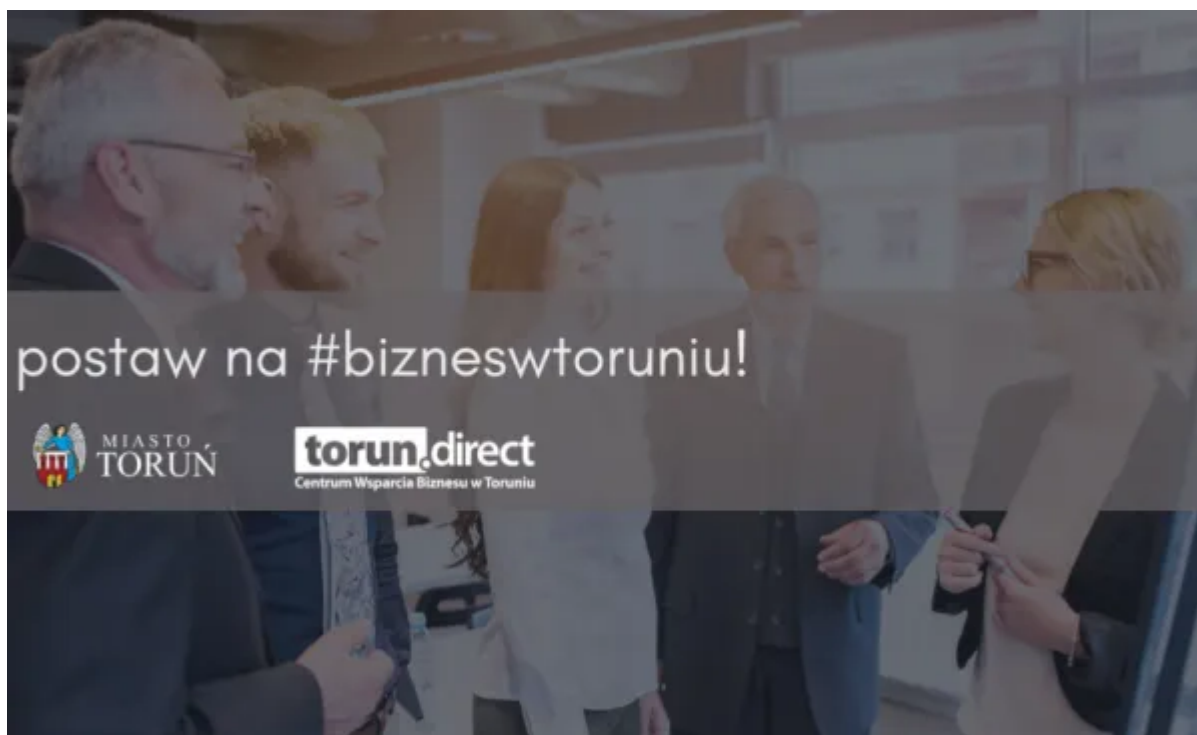 postaw na #bizneswtoruniu!
MIASTO
TORUŃ
torun.direct
Centrum Wsparcia Biznesu w Toruniu